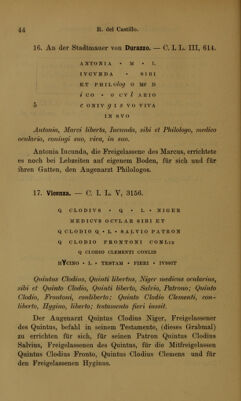 44
R. del Castillo.
16. An der Stadtmauer von Durazzo. — C. I. L. III, 614.
ANTONIA • M • L
IVCVNDA • SIBI
ET PHILolog O MeD
iCO • O CVL ARIO
5 CONIVgIS VO VIVA
IN SVO
Antonia, Marci liberta, Iucunda, sibi et Philologo, medico
oculario, coniugi suo, viva, in suo.
Antonia Iucunda, die Freigelassene des Marcus, errichtete
es noch bei Lebzeiten auf eigenem Boden, für sich und für
ihren Gatten, den Augenarzt Philologus.
17. Vicenza. — C. I. L. V, 3156.
Q CLODIVS • Q • L • NIGER
MEDICVS OCVLAR SIBI ET
Q CLODIO Q • L • SALVIO PATRON
Q CLODIO FRONTONI CONLIB
Q CLODIO CLEMENTI CONLIB
HYCINO • L • TESTAM • FIERI • IVSSIT
Quintus Clodius, Quinti libertus, Niger medicus ocularius,
sibi et Quinto Clodio, Quinti liberto, Salvio, Patrono; Quinto
Clodio, Frontoni, conliberto; Quinto Clodio Clementi, con-
liberto, Hygino, liberto; testamento fieri iussit.
Der Augenarzt Quintus Clodius Niger, Freigelassener
des Quintus, befahl in seinem Testamente, (dieses Grabmal)
zu errichten für sich, für seinen Patron Quintus Clodius
Salvius, Freigelassenen des Quintus, für die Mitfreigelassen
Quintus Clodius Fronto, Quintus Clodius Clemens und für
den Freigelassenen Hyginus.